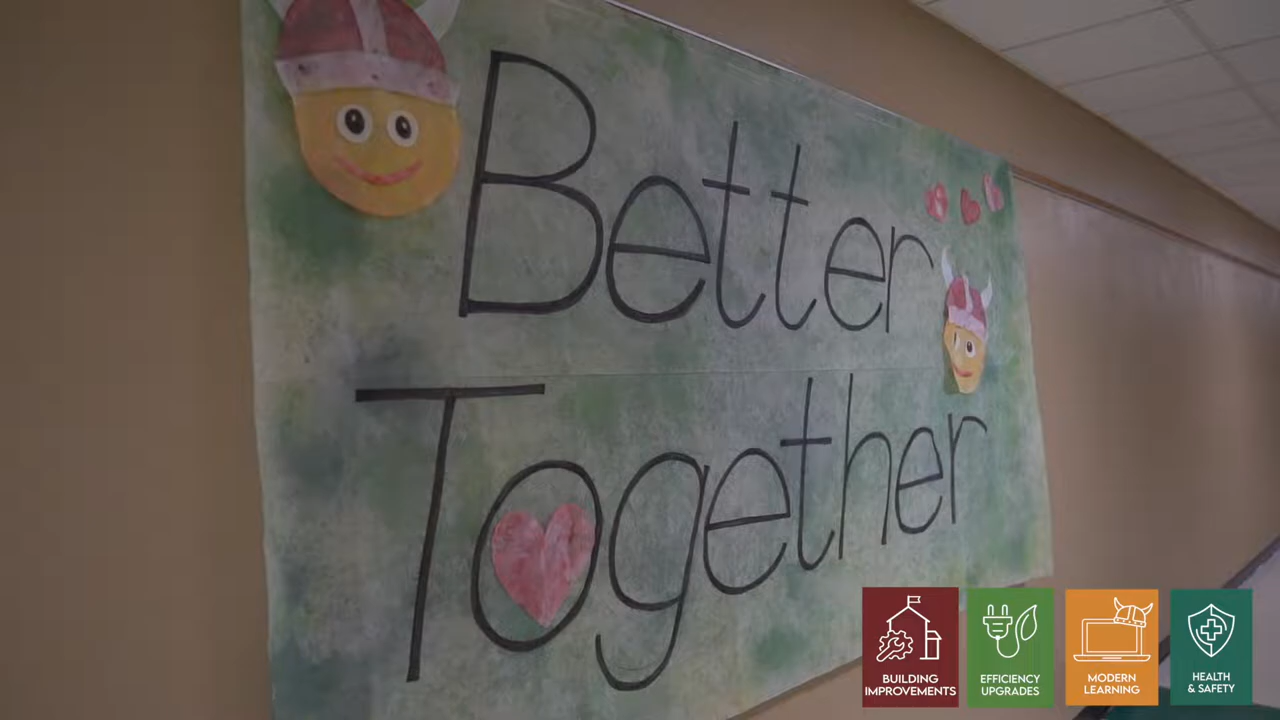 Better
Together
BUILDING
IMPROVEMENTS
EFFICIENCY
UPGRADES
MODERN
LEARNING
HEALTH
& SAFETY